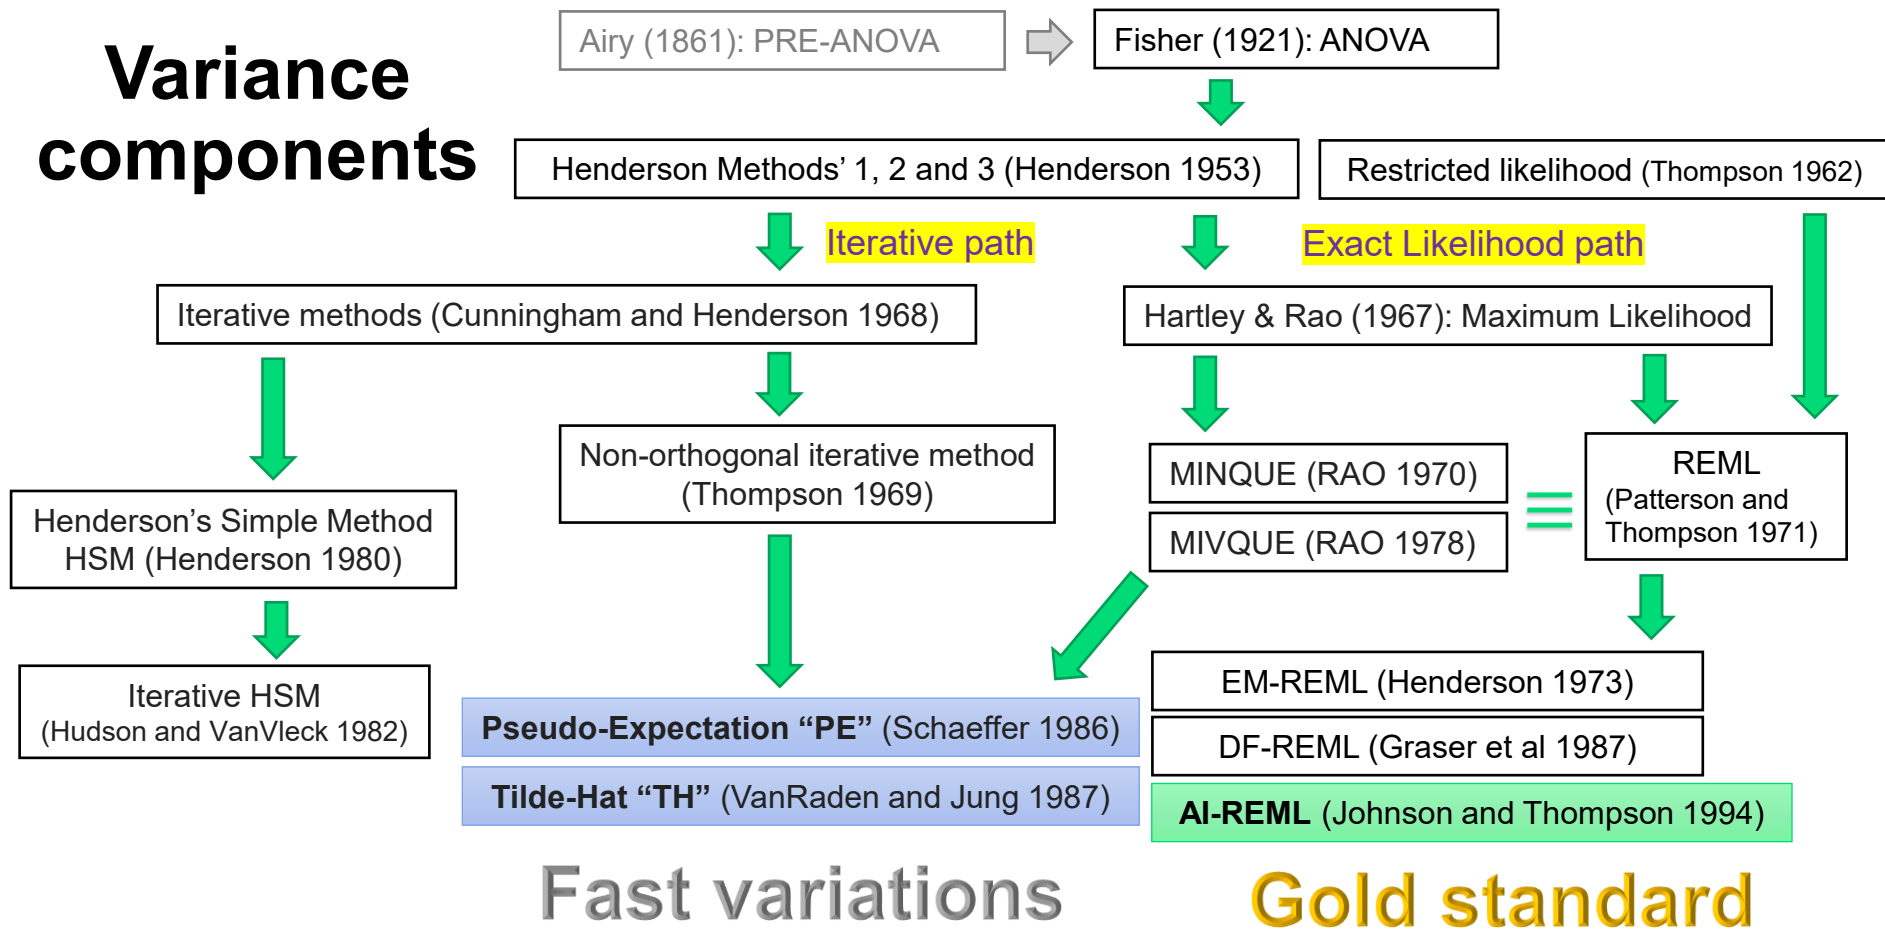 Variance
components
Airy (1861): PRE-ANOVA
Fisher (1921): ANOVA
Henderson Methods’ 1, 2 and 3 (Henderson 1953)
Restricted likelihood (Thompson 1962)
Iterative path
Exact Likelihood path
Iterative methods (Cunningham and Henderson 1968)
Hartley & Rao (1967): Maximum Likelihood
Non-orthogonal iterative method
(Thompson 1969)
MINQUE (RAO 1970)
MIVQUE (RAO 1978)
≡
REML
(Patterson and
Thompson 1971)
Henderson’s Simple Method
HSM (Henderson 1980)
Iterative HSM
(Hudson and VanVleck 1982)
Pseudo-Expectation “PE” (Schaeffer 1986)
Tilde-Hat “TH” (VanRaden and Jung 1987)
EM-REML (Henderson 1973)
DF-REML (Graser et al 1987)
AI-REML (Johnson and Thompson 1994)
Fast variations
Gold standard